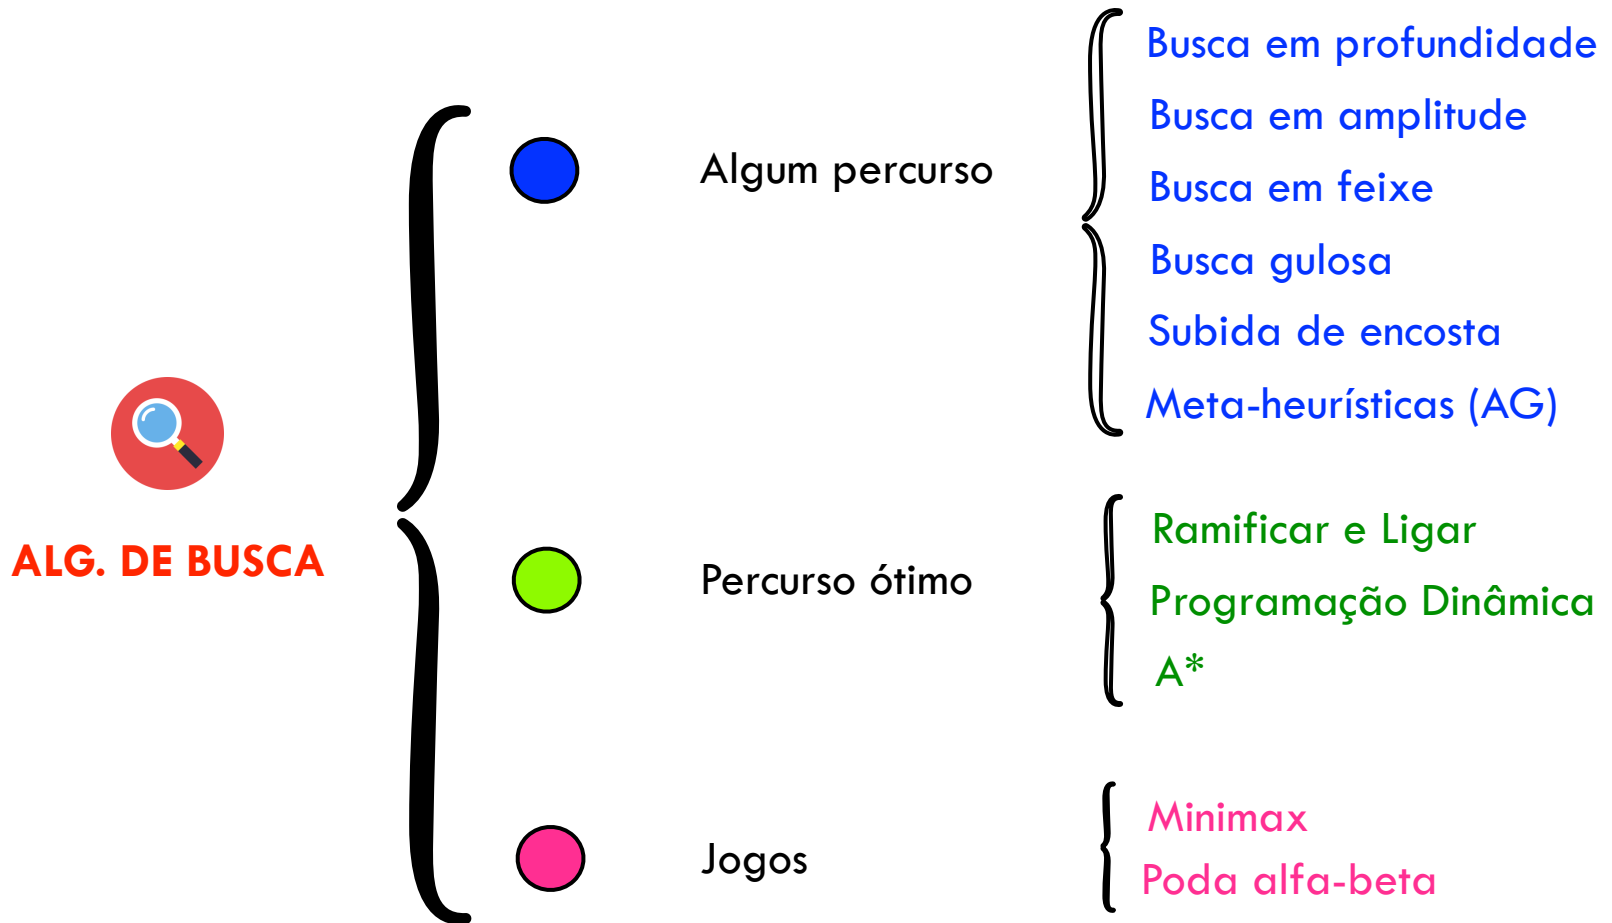 ALG. DE BUSCA
Algum percurso
Busca em profundidade
Busca em amplitude
Busca em feixe
Busca gulosa
Subida de encosta
Meta-heurísticas (AG)
Percurso ótimo
Ramificar e Ligar
Programação Dinâmica
A*
Jogos
Minimax
Poda alfa-beta